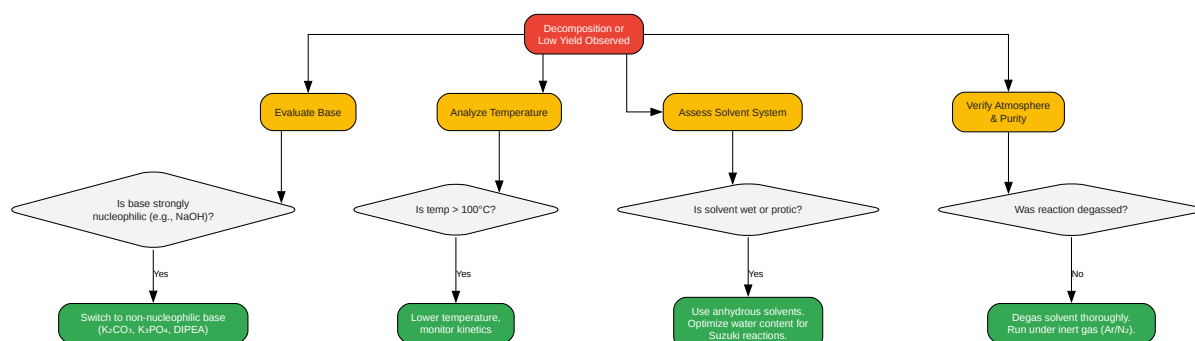 Decomposition or
Low Yield Observed
Evaluate Base
Analyze Temperature
Assess Solvent System
Verify Atmosphere
& Purity
Is base strongly
nucleophilic (e.g., NaOH)?
Is temp > 100°C?
Is solvent wet or protic?
Was reaction degassed?
Yes
Yes
Yes
No
Switch to non-nucleophilic base
(K₂CO₃, K₃PO₄, DIPEA)
Lower temperature,
monitor kinetics
Use anhydrous solvents.
Optimize water content for
Suzuki reactions.
Degas solvent thoroughly.
Run under inert gas (Ar/N₂).